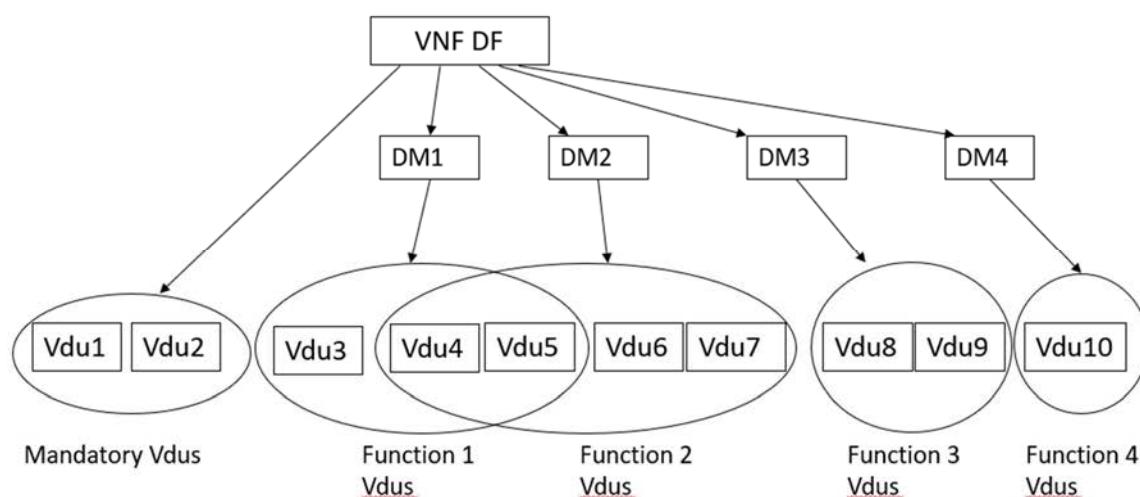 VNF DF
DM1 DM2 DM3 DM4
Vdu1 Vdu2 Vdu3 Vdu4 Vdu5 Vdu6 Vdu7 Vdu8 Vdu9 Vdu10
Mandatory Vdus
Function 1
Vdus
Function 2
Vdus
Function 3
Vdus
Function 4
Vdus